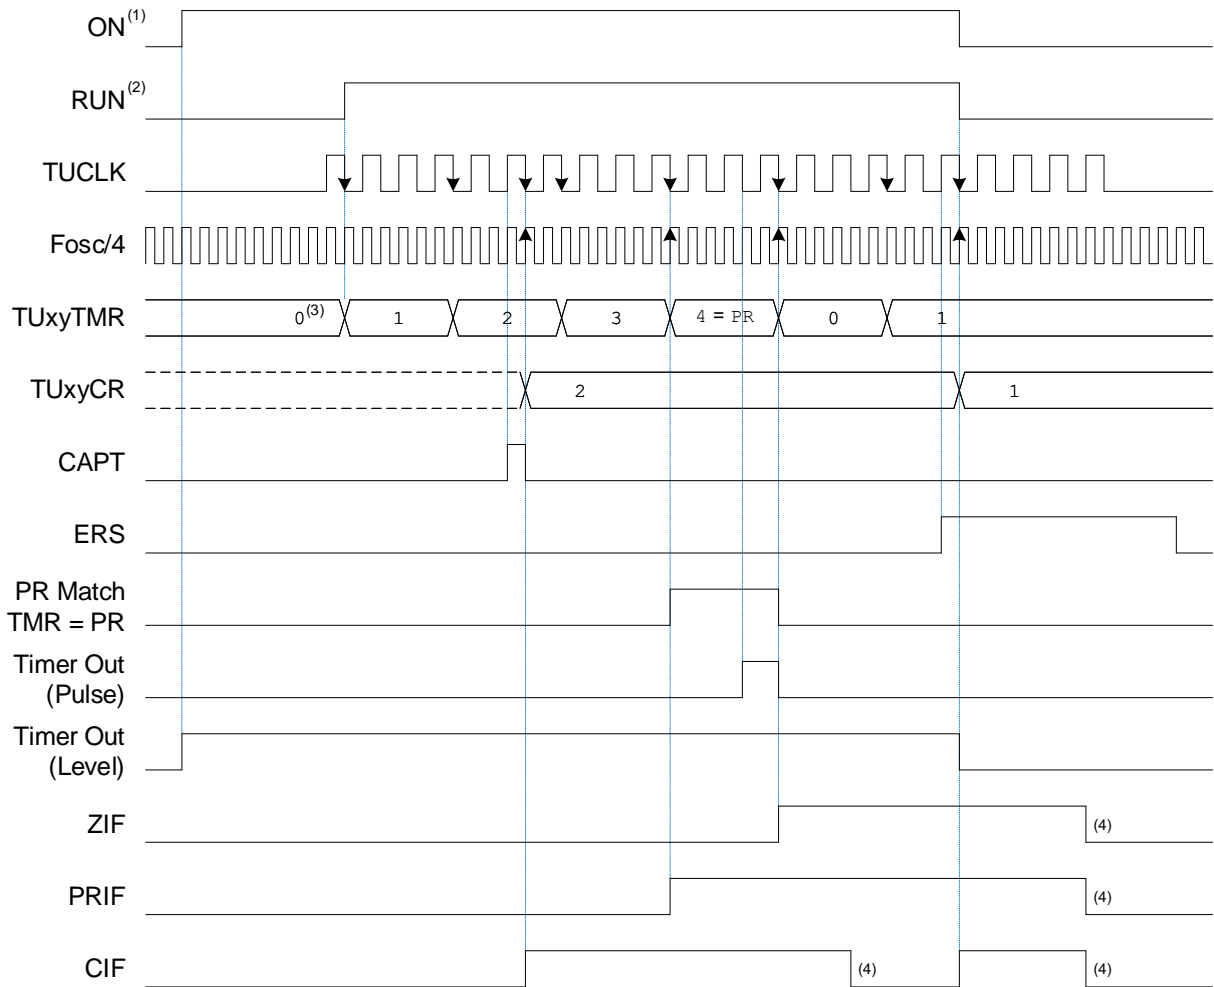 ON(1)
RUN(2)
TUCLK
Fosc/4
TUxyTMR 0(3) 1 2 3 4 = PR 0 1
TUxyCR 2 1
CAPT
ERS
PR Match
TMR = PR
Timer Out
(Pulse)
Timer Out
(Level)
ZIF (4)
PRIF (4)
CIF (4) (4)